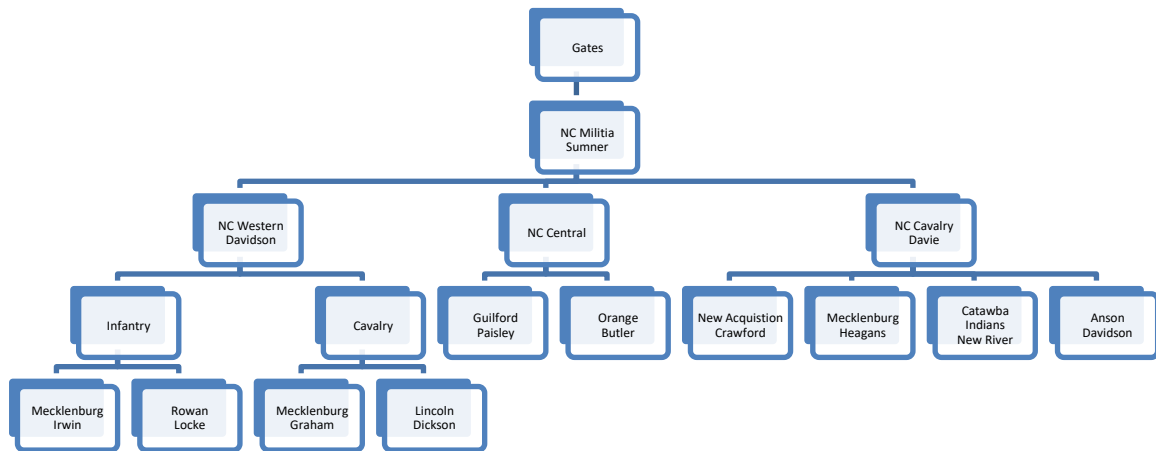 Gates
NC Militia
Sumner
NC Western
Davidson
NC Central
NC Cavalry
Davie
Infantry
Cavalry
Guilford
Paisley
Orange
Butler
New Acquistion
Crawford
Mecklenburg
Heagans
Catawba
Indians
New River
Anson
Davidson
Mecklenburg
Irwin
Rowan
Locke
Mecklenburg
Graham
Lincoln
Dickson